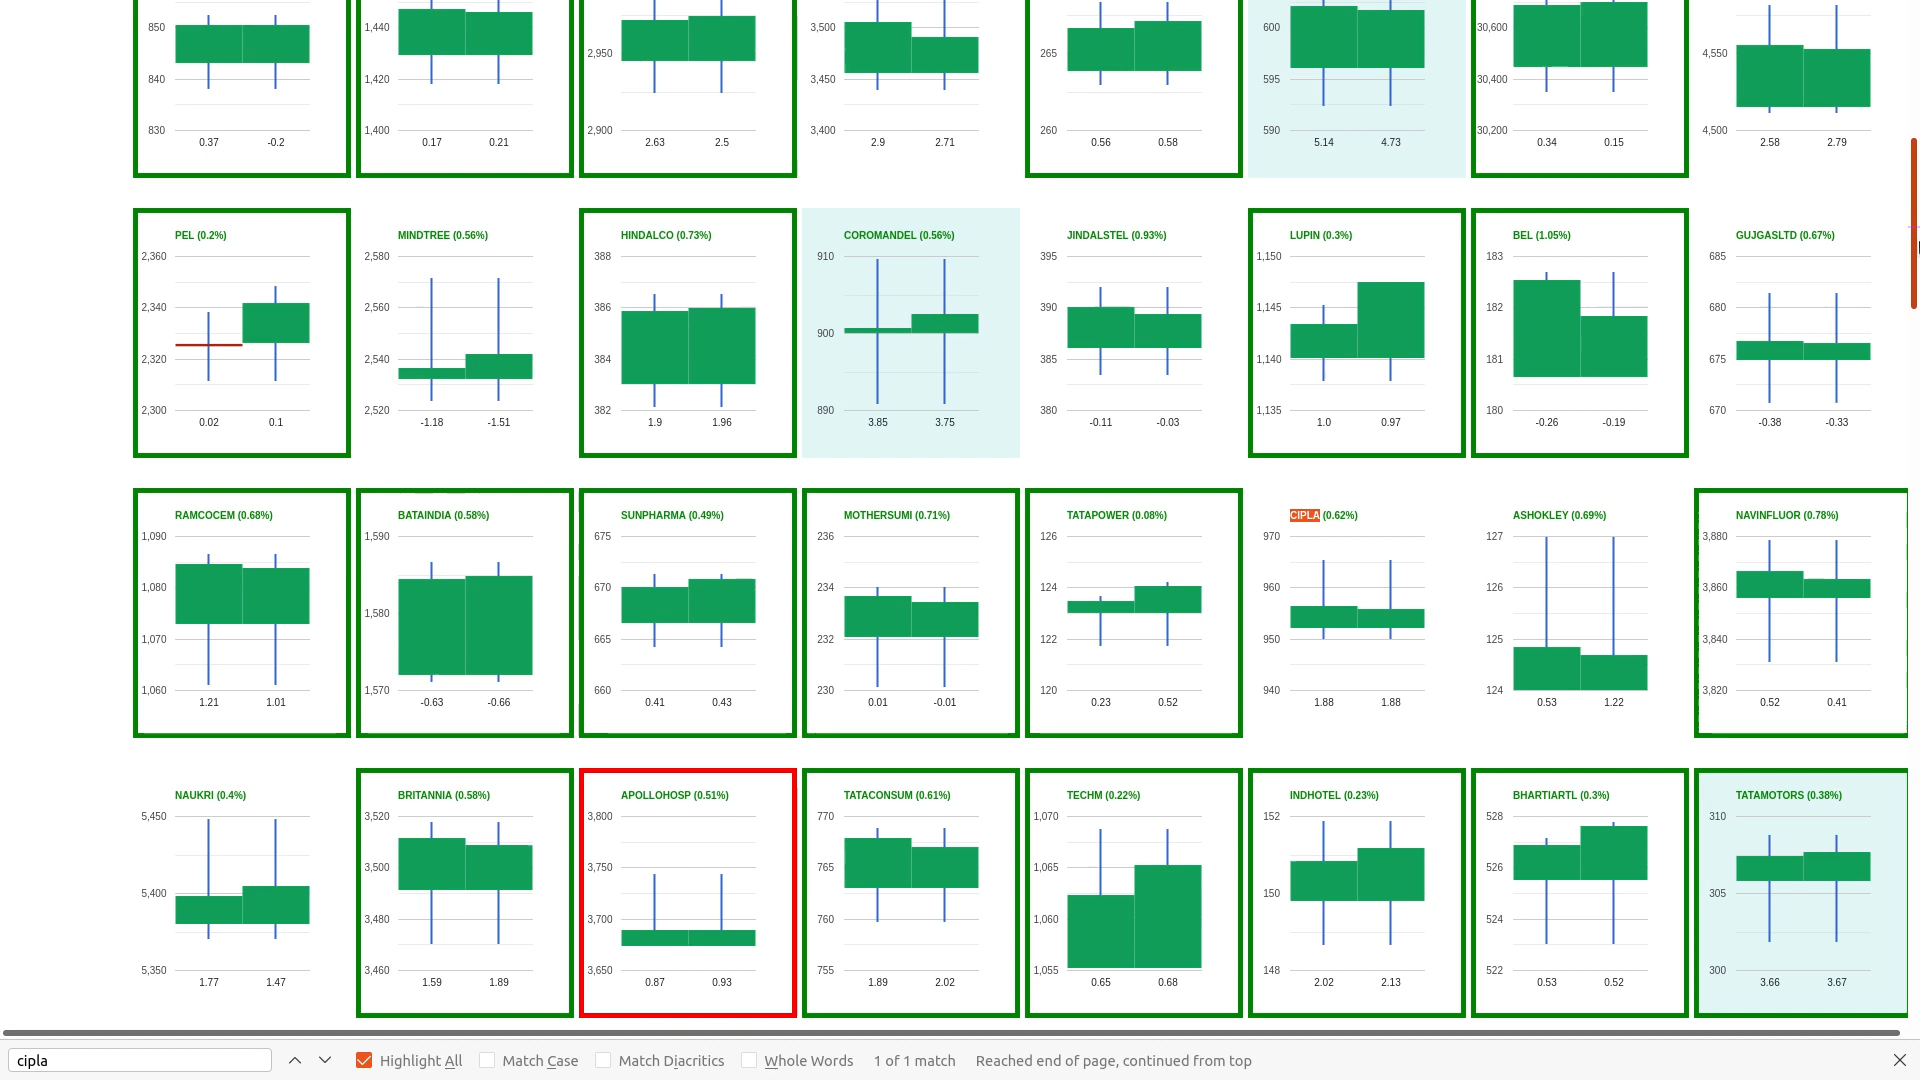 850 1,440 3,500 600 30,600
2,950 265 4,550
840 1,420 3,450 595 30,400
830 1,400 2,900 3,400 260 590 30,200 4,500
0.37 -0.2 0.17 0.21 2.63 2.5 2.9 2.71 0.56 0.58 5.14 4.73 0.34 0.15 2.58 2.79
PEL (0.2%) MINDTREE (0.56%) HINDALCO (0.73%) COROMANDEL (0.56%) JINDALSTEL (0.93%) LUPIN (0.3%) BEL (1.05%) GUJGASLTD (0.67%)
2,360 2,580 388 910 395 1,150 183 685
2,340 2,560 386 390 1,145 182 680
900
2,320 2,540 384 385 1,140 181 675
2,300 2,520 382 890 380 1,135 180 670
0.02 0.1 -1.18 -1.51 1.9 1.96 3.85 3.75 -0.11 -0.03 1.0 0.97 -0.26 -0.19 -0.38 -0.33
RAMCOCEM (0.68%) BATAINDIA (0.58%) SUNPHARMA (0.49%) MOTHERSUMI (0.71%) TATAPOWER (0.08%) CIPLA (0.62%) ASHOKLEY (0.69%) NAVINFLUOR (0.78%)
1,090 1,590 675 236 126 970 127 3,880
1,080 670 234 124 960 126 3,860
1,580
1,070 665 232 122 950 125 3,840
1,060 1,570 660 230 120 940 124 3,820
1.21 1.01 -0.63 -0.66 0.41 0.43 0.01 -0.01 0.23 0.52 1.88 1.88 0.53 1.22 0.52 0.41
NAUKRI (0.4%) BRITANNIA (0.58%) APOLLOHOSP (0.51%) TATACONSUM (0.61%) TECHM (0.22%) INDHOTEL (0.23%) BHARTIARTL (0.3%) TATAMOTORS (0.38%)
5,450 3,520 3,800 770 1,070 152 528 310
3,500 3,750 765 1,065 526
5,400 150 305
3,480 3,700 760 1,060 524
5,350 3,460 3,650 755 1,055 148 522 300
1.77 1.47 1.59 1.89 0.87 0.93 1.89 2.02 0.65 0.68 2.02 2.13 0.53 0.52 3.66 3.67
cipla Highlight All Match Case Match Diacritics Whole Words 1 of 1 match Reached end of page, continued from top